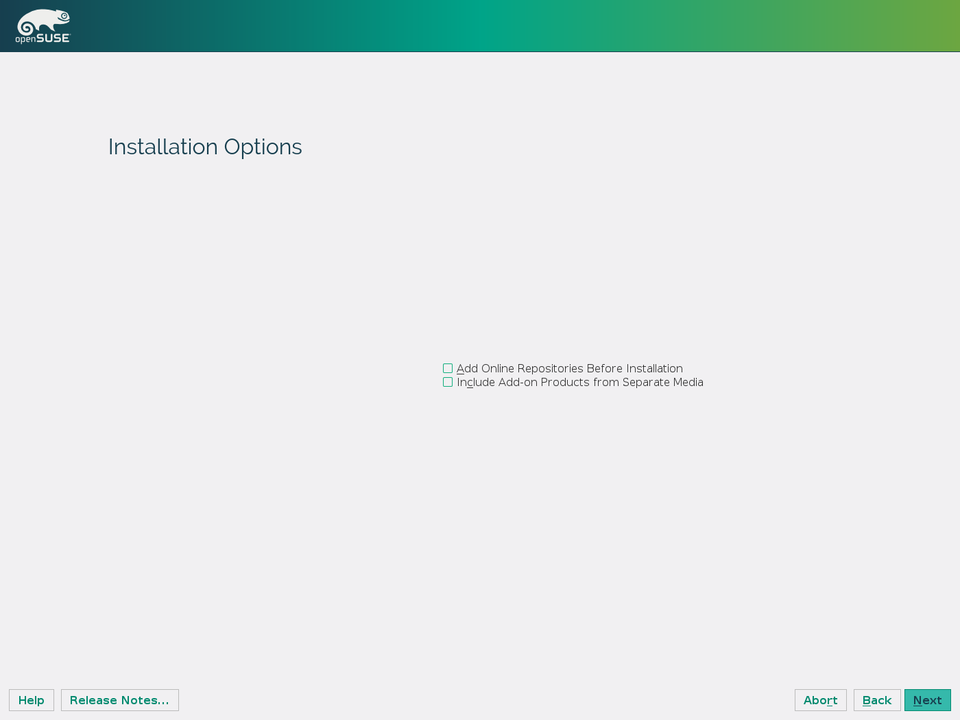 openSUSE
Installation Options
Add Online Repositories Before Installation
Include Add-on Products from Separate Media
Help
Release Notes...
Abort
Back
Next